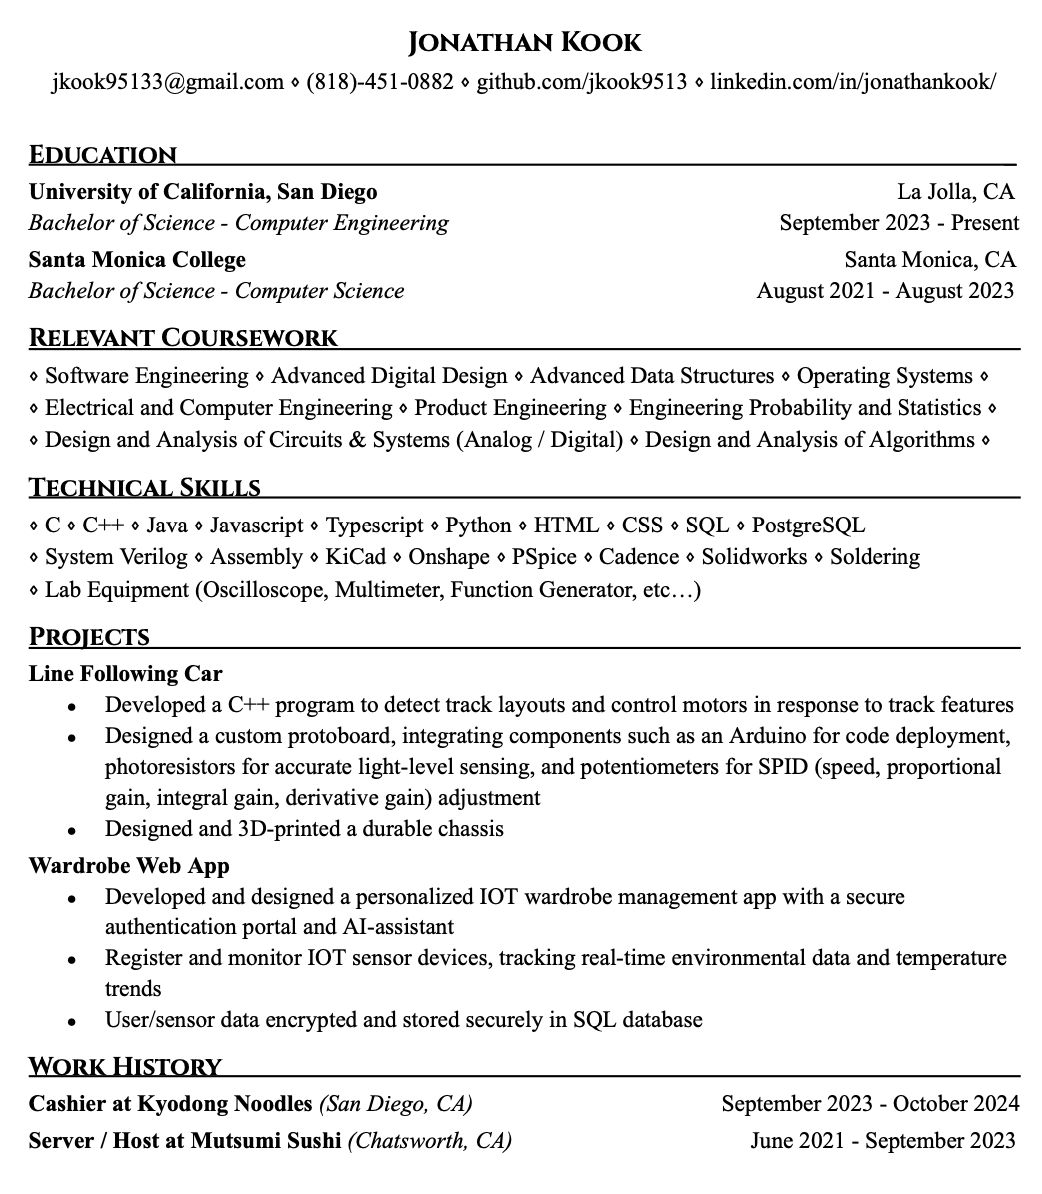 Jonathan Kook
jkook95133@gmail.com ⋄ (818)-451-0882 ⋄ github.com/jkook9513 ⋄ linkedin.com/in/jonathankook/
Education
University of California, San Diego La Jolla, CA
Bachelor of Science - Computer Engineering September 2023 - Present
Santa Monica College Santa Monica, CA
Bachelor of Science - Computer Science August 2021 - August 2023
Relevant Coursework
⋄ Software Engineering ⋄ Advanced Digital Design ⋄ Advanced Data Structures ⋄ Operating Systems ⋄
⋄ Electrical and Computer Engineering ⋄ Product Engineering ⋄ Engineering Probability and Statistics ⋄
⋄ Design and Analysis of Circuits & Systems (Analog / Digital) ⋄ Design and Analysis of Algorithms ⋄
Technical Skills
⋄ C ⋄ C++ ⋄ Java ⋄ Javascript ⋄ Typescript ⋄ Python ⋄ HTML ⋄ CSS ⋄ SQL ⋄ PostgreSQL
⋄ System Verilog ⋄ Assembly ⋄ KiCad ⋄ Onshape ⋄ PSpice ⋄ Cadence ⋄ Solidworks ⋄ Soldering
⋄ Lab Equipment (Oscilloscope, Multimeter, Function Generator, etc…)
Projects
Line Following Car
● Developed a C++ program to detect track layouts and control motors in response to track features
● Designed a custom protoboard, integrating components such as an Arduino for code deployment,
photoresistors for accurate light-level sensing, and potentiometers for SPID (speed, proportional
gain, integral gain, derivative gain) adjustment
● Designed and 3D-printed a durable chassis
Wardrobe Web App
● Developed and designed a personalized IOT wardrobe management app with a secure
authentication portal and AI-assistant
● Register and monitor IOT sensor devices, tracking real-time environmental data and temperature
trends
● User/sensor data encrypted and stored securely in SQL database
Work History
Cashier at Kyodong Noodles (San Diego, CA) September 2023 - October 2024
Server / Host at Mutsumi Sushi (Chatsworth, CA) June 2021 - September 2023